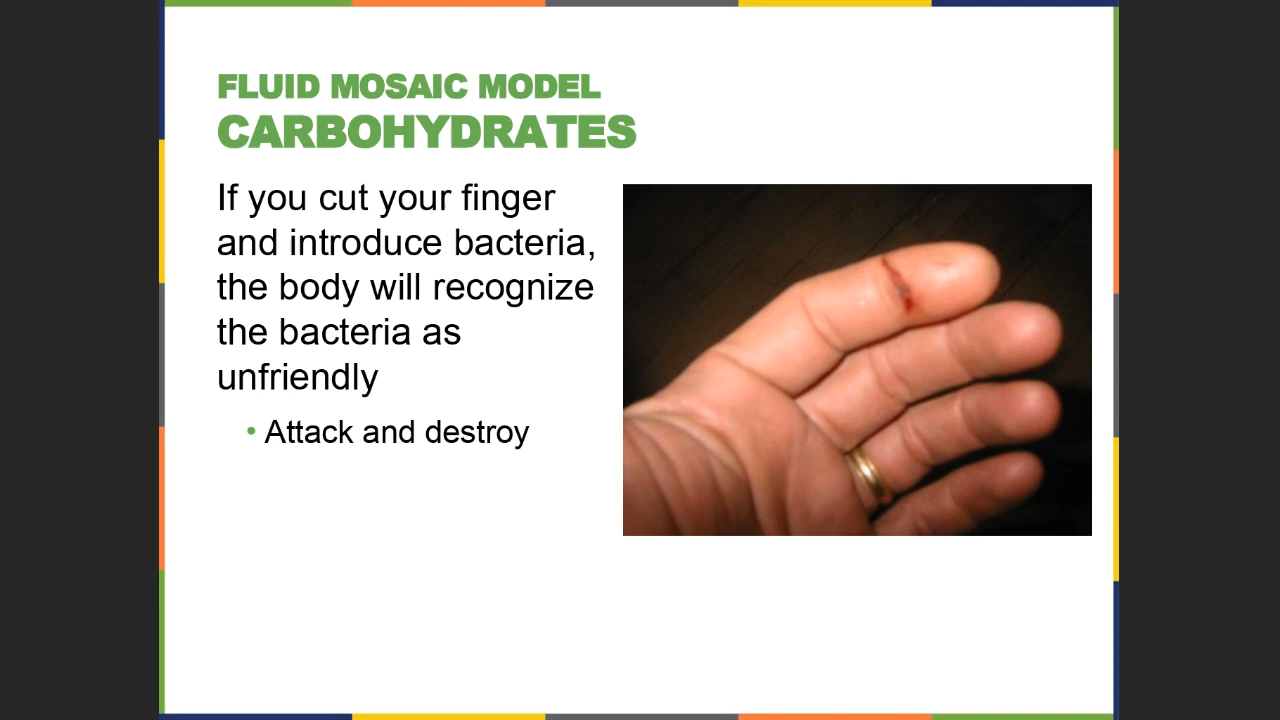 FLUID MOSAIC MODEL
CARBOHYDRATES
If you cut your finger
and introduce bacteria,
the body will recognize
the bacteria as
unfriendly
• Attack and destroy